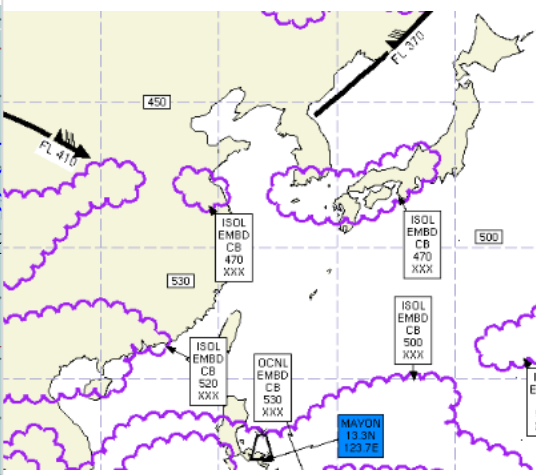 FL 370
450
FL 410
ISOL
EMBD
CB
470
XXX
ISOL
EMBD
CB
470
XXX
500
530
ISOL
EMBD
CB
500
XXX
ISOL
EMBD
CB
520
XXX
OCNL
EMBD
CB
530
XXX
MAYON
13.3N
123.7E